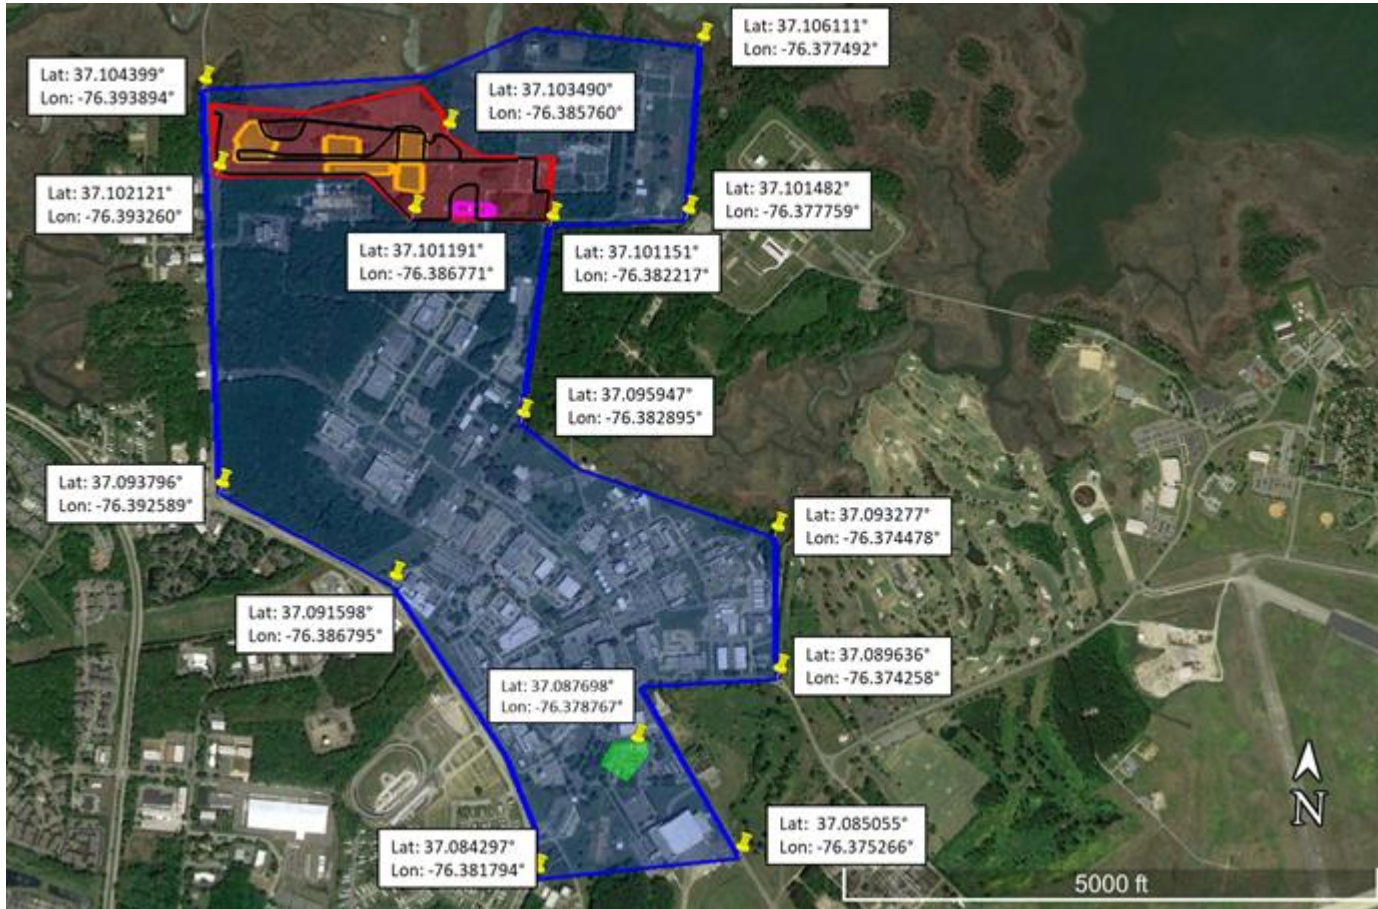 Lat: 37.106111°
Lon: -76.377492°
Lat: 37.104399°
Lon: -76.393894°
Lat: 37.103490°
Lon: -76.385760°
Lat: 37.102121°
Lon: -76.393260°
Lat: 37.101482°
Lon: -76.377759°
Lat: 37.101191°
Lon: -76.386771°
Lat: 37.101151°
Lon: -76.382217°
Lat: 37.095947°
Lon: -76.382895°
Lat: 37.093796°
Lon: -76.392589°
Lat: 37.093277°
Lon: -76.374478°
Lat: 37.091598°
Lon: -76.386795°
Lat: 37.089636°
Lon: -76.374258°
Lat: 37.087698°
Lon: -76.378767°
Lat: 37.085055°
Lon: -76.375266°
Lat: 37.084297°
Lon: -76.381794°
N
5000 ft